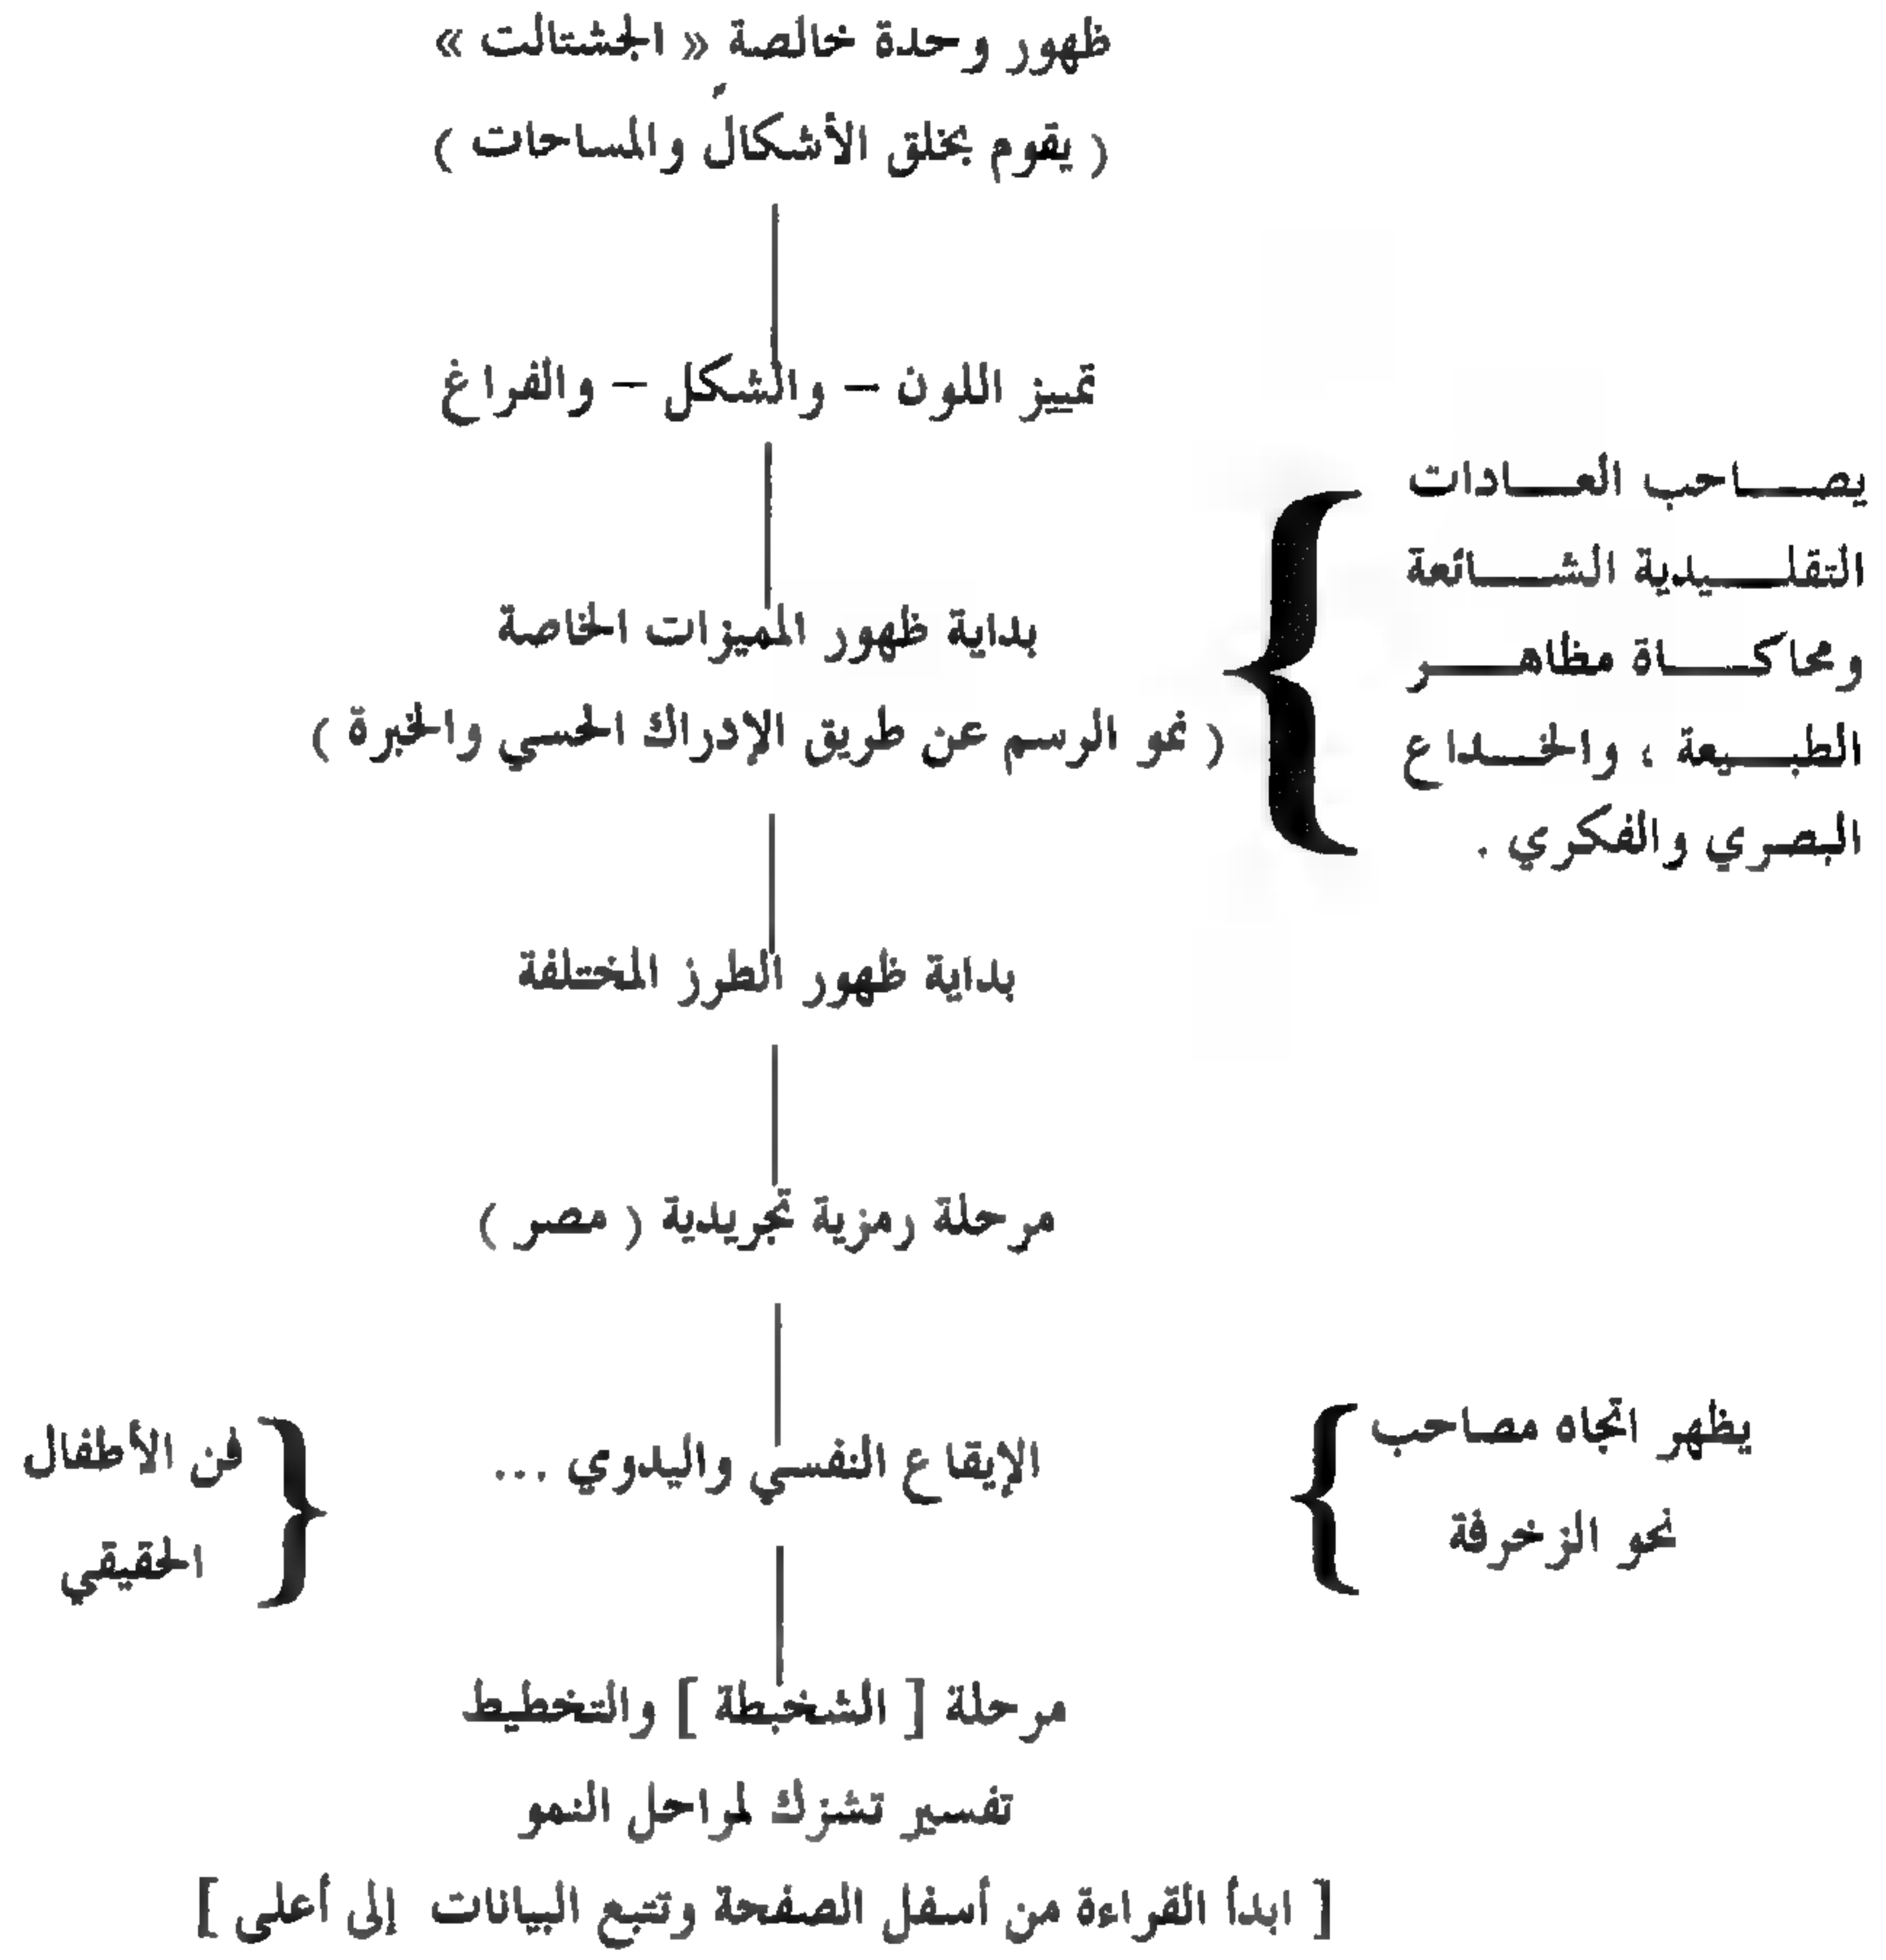 ظهور وحدة خالصة « الجشتالت »
( يقوم بخلق الأشكال والمساحات )
تمييز اللون – والشكل – والفراغ
يصاحب العادات
التقليدية الشائعة
ومحاكاة مظاهر
الطبيعة ، والخداع
البصري والفكري .
بداية ظهور المميزات الخاصة
( نمو الرسم عن طريق الإدراك الحسي والخبرة )
بداية ظهور الطرز المختلفة
مرحلة رمزية تجريدية ( مصر )
يظهر اتجاه مصاحب
نحو الزخرفة
الإيقاع النفسي واليدوي ...
فن الأطفال
الحقيقي
مرحلة [ الشخبطة ] والتخطيط
تفسير تشزك لمراحل النمو
[ ابدأ القراءة من أسفل الصفحة وتتبع البيانات إلى أعلى ]